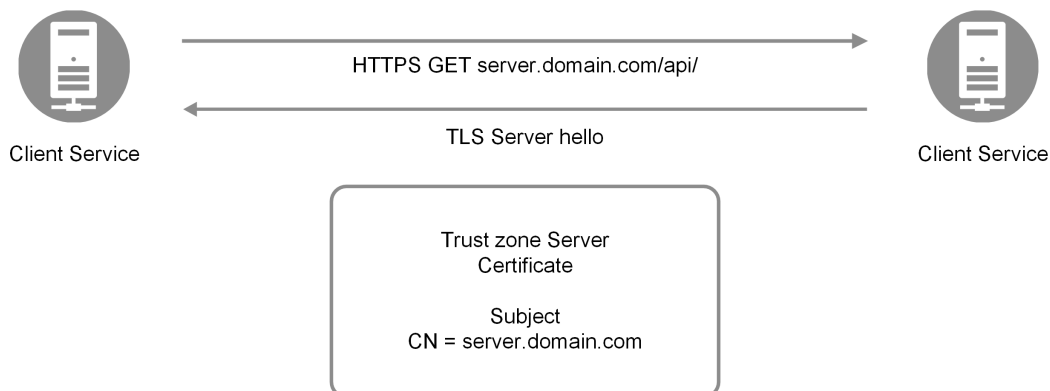 HTTPS GET server.domain.com/api/
TLS Server hello
Client Service
Client Service
Trust zone Server
Certificate
Subject
CN = server.domain.com